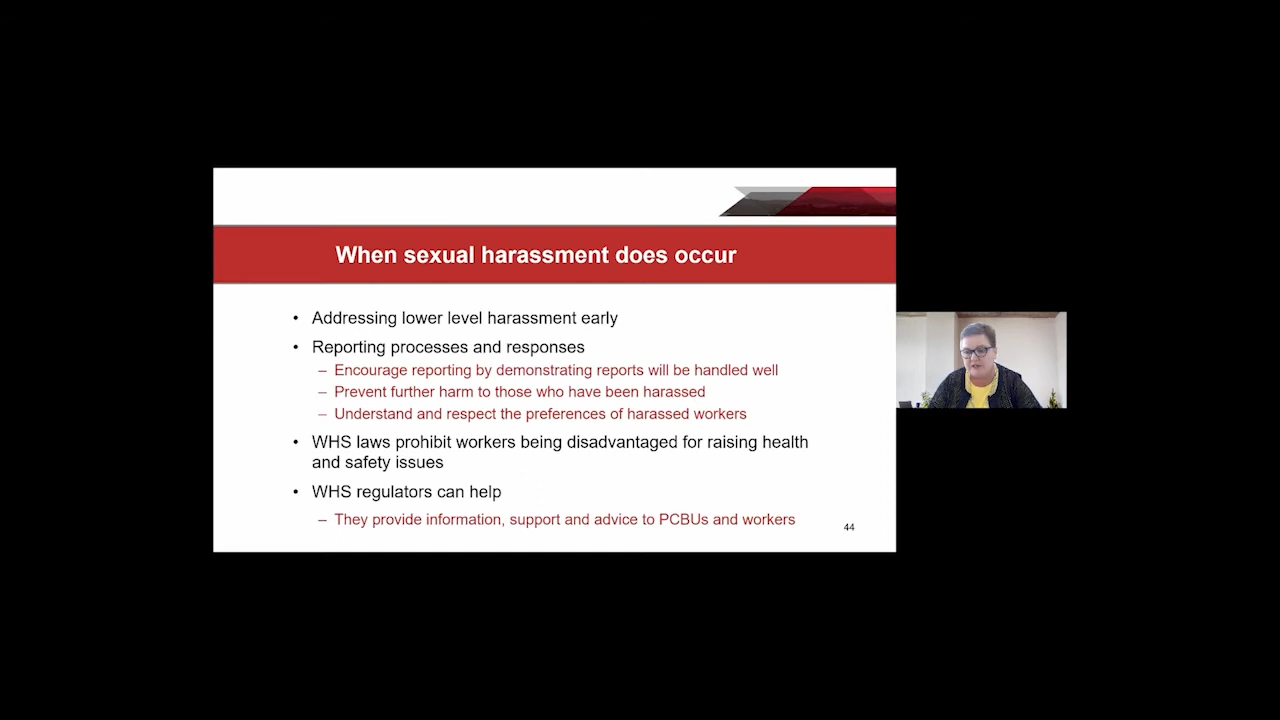 When sexual harassment does occur
• Addressing lower level harassment early
• Reporting processes and responses
– Encourage reporting by demonstrating reports will be handled well
– Prevent further harm to those who have been harassed
– Understand and respect the preferences of harassed workers
• WHS laws prohibit workers being disadvantaged for raising health
and safety issues
• WHS regulators can help
– They provide information, support and advice to PCBUs and workers
44